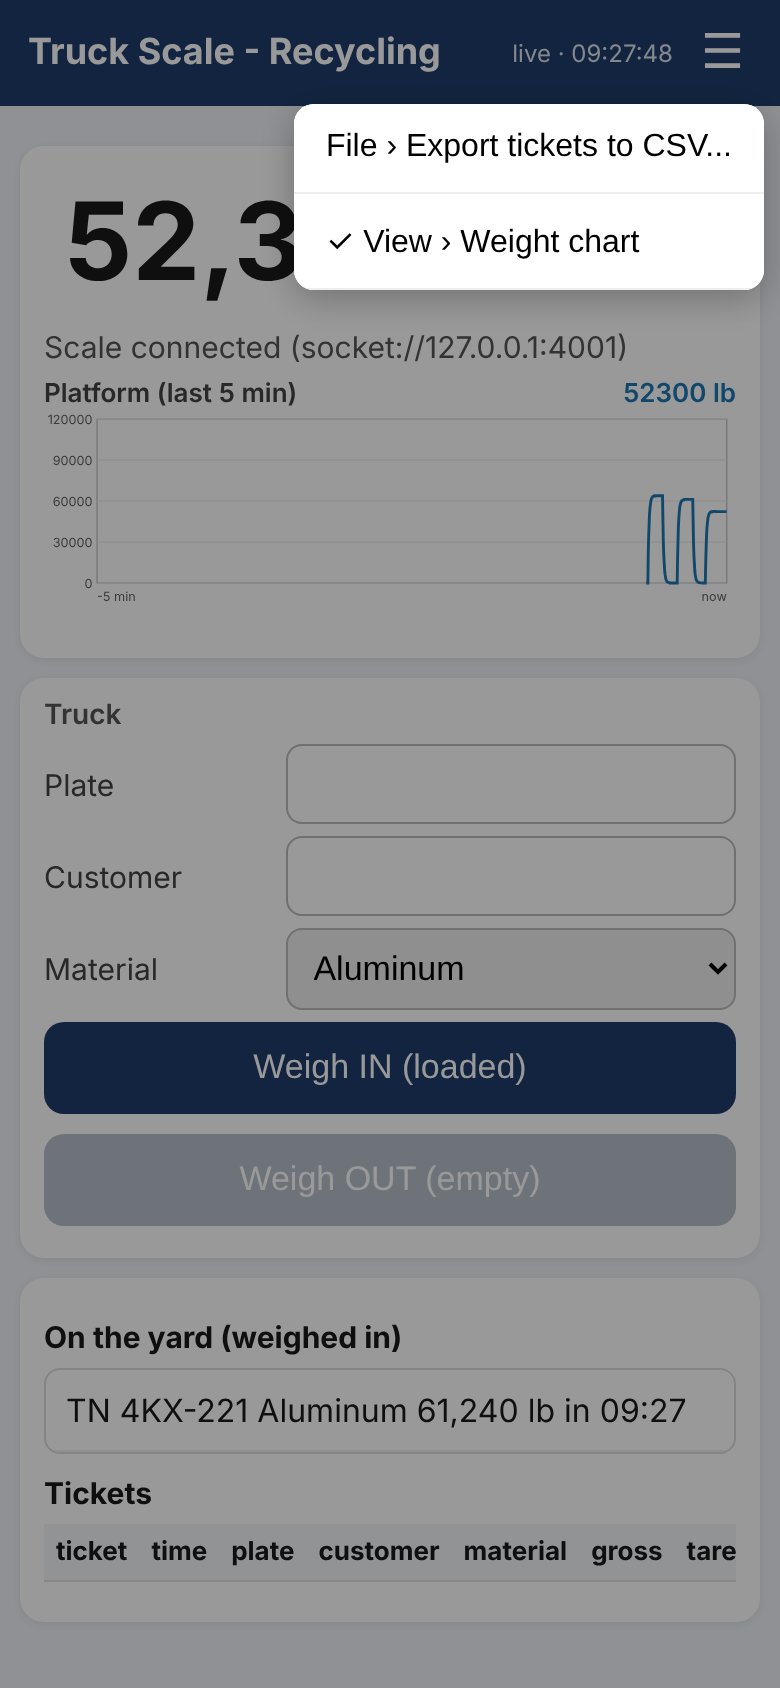 Truck Scale - Recycling
live · 09:27:48
☰
File › Export tickets to CSV...
✓ View › Weight chart
52,3
Scale connected (socket://127.0.0.1:4001)
Platform (last 5 min)
52300 lb
120000
90000
60000
30000
0
-5 min
now
Truck
Plate
Customer
Material
Aluminum
Weigh IN (loaded)
Weigh OUT (empty)
On the yard (weighed in)
TN 4KX-221 Aluminum 61,240 lb in 09:27
Tickets
ticket time plate customer material gross tare